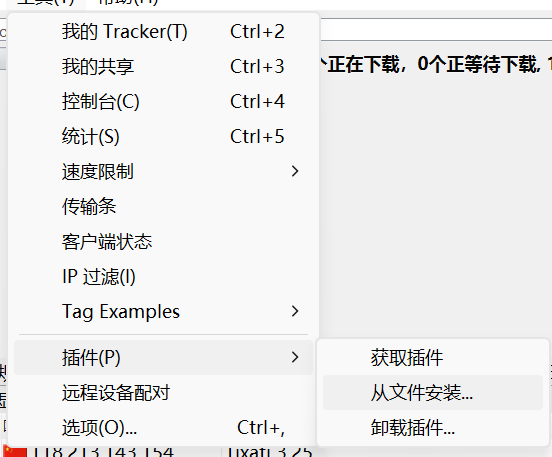 工具(T) 帮助(H)
我的 Tracker(T) Ctrl+2
我的共享 Ctrl+3
个正在下载，0个正等待下载, 1
控制台(C) Ctrl+4
统计(S) Ctrl+5
速度限制
传输条
客户端状态
IP 过滤(I)
Tag Examples
插件(P)
获取插件
远程设备配对
从文件安装...
选项(O)... Ctrl+,
卸载插件...
118.213.143.154 Tixati 3.25